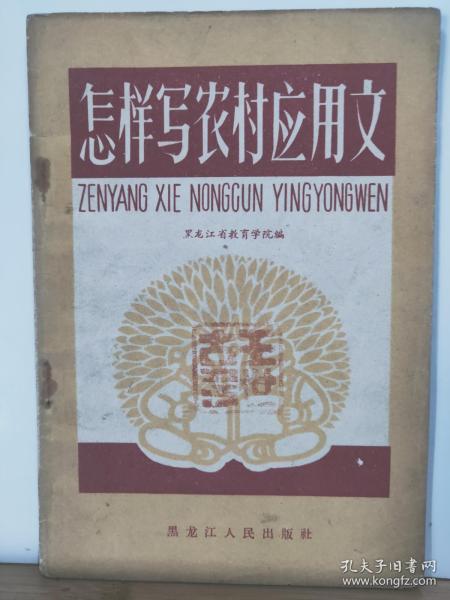 怎样写农村应用文
ZENYANG XIE NONGCUN YINGYONGWEN
黑龙江省教育学院编
黑龙江人民出版社
孔夫子旧书网
www.kongfz.com